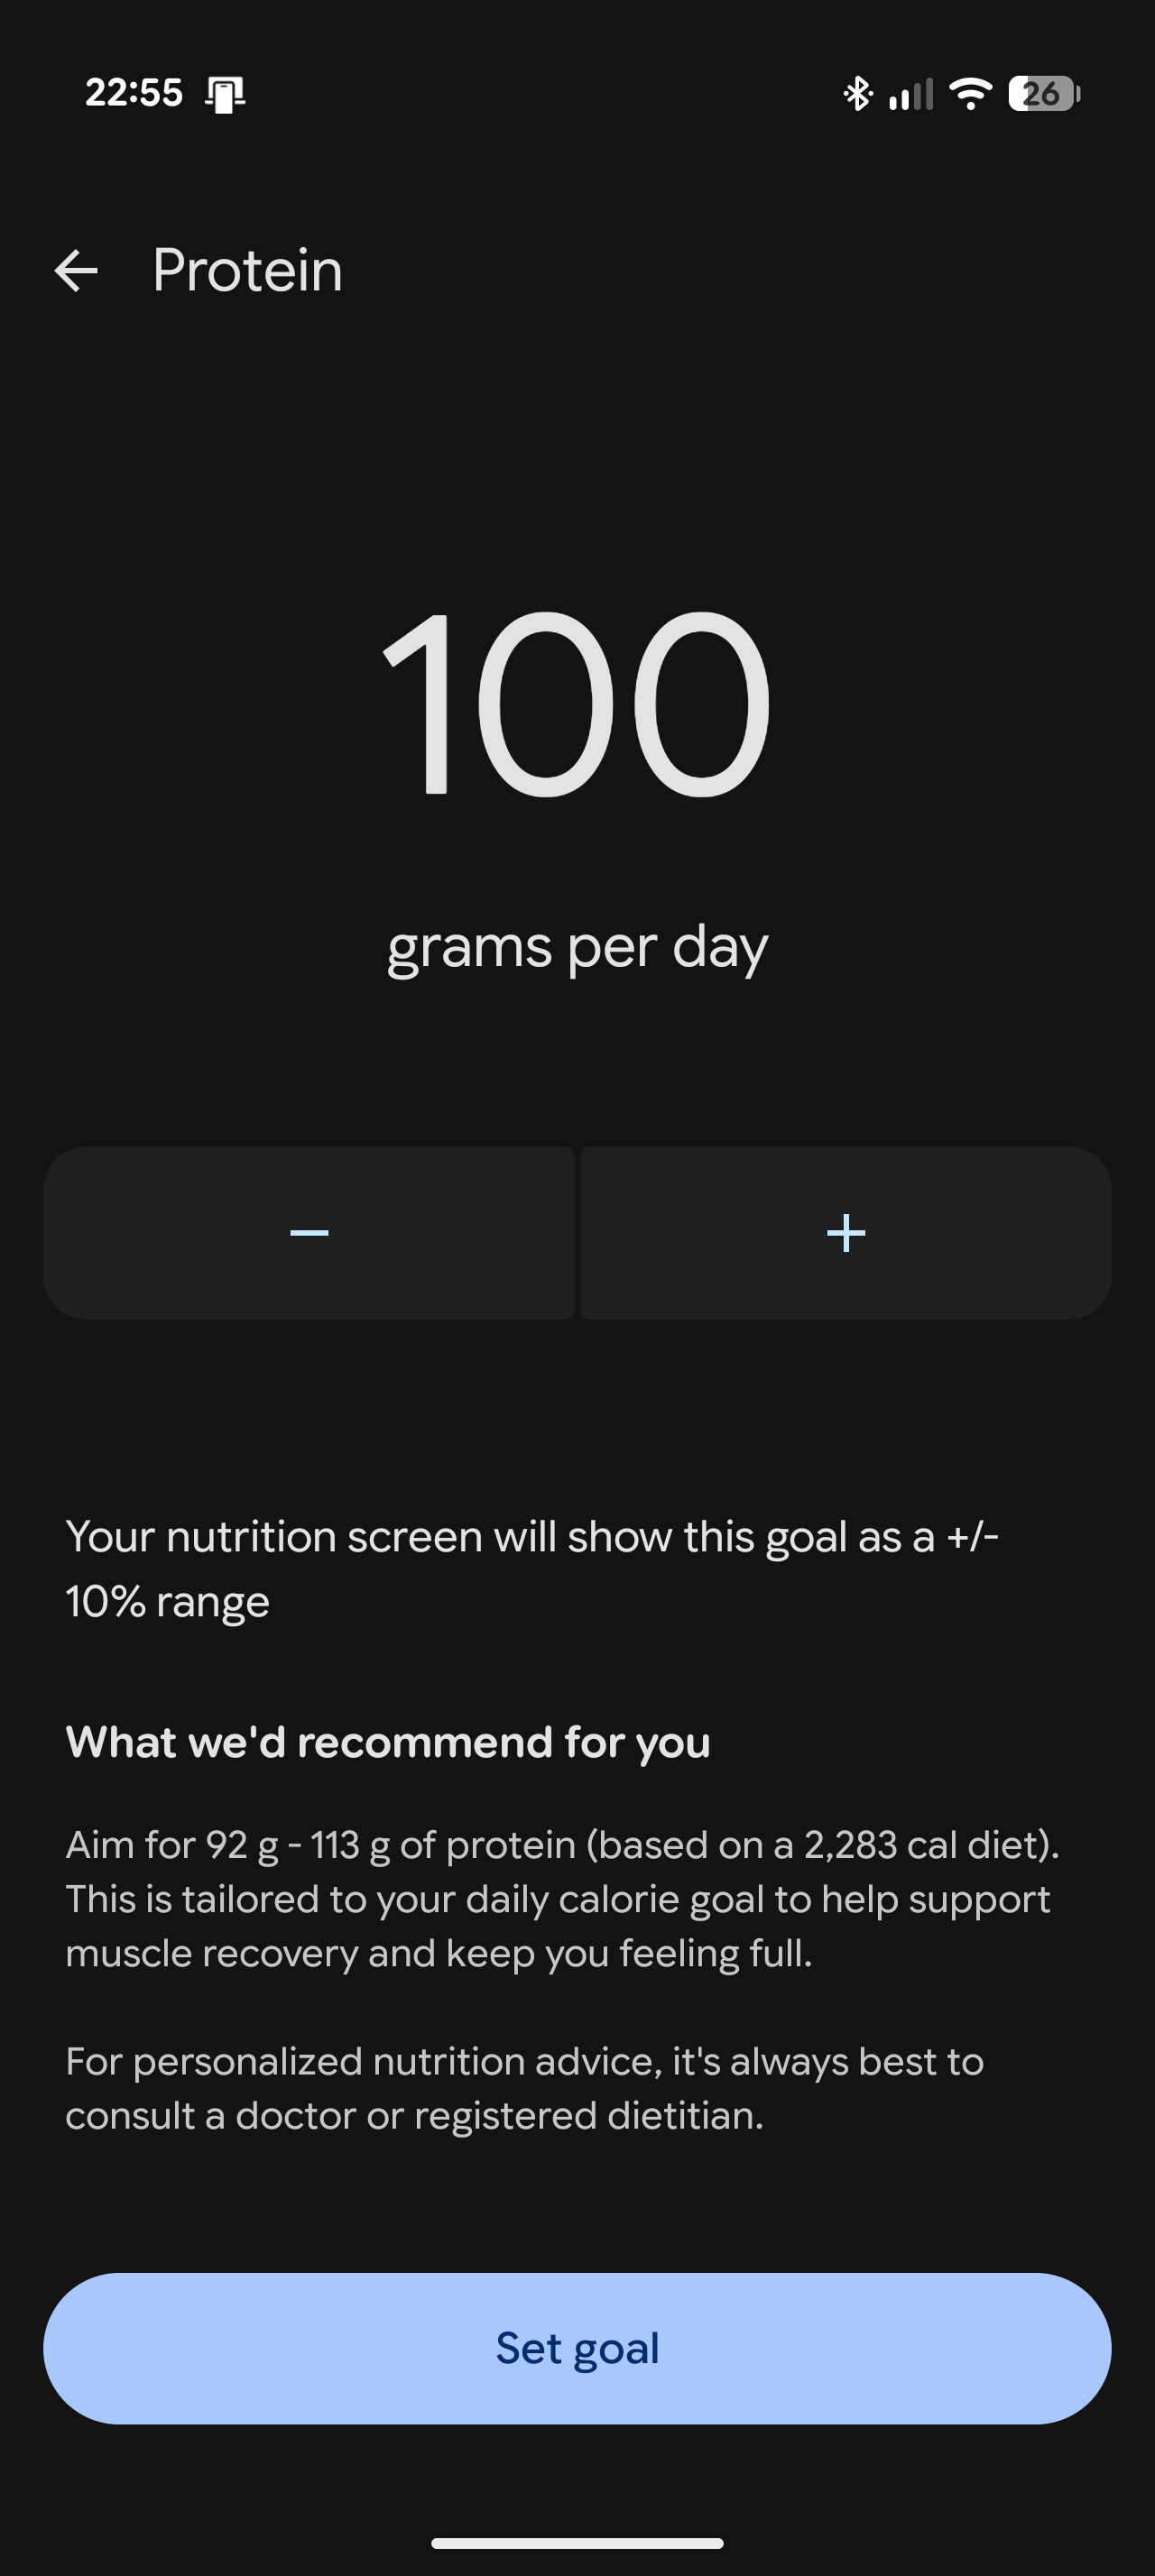 22:55
26
Protein
100
grams per day
Your nutrition screen will show this goal as a +/-
10% range
What we'd recommend for you
Aim for 92 g - 113 g of protein (based on a 2,283 cal diet).
This is tailored to your daily calorie goal to help support
muscle recovery and keep you feeling full.
For personalized nutrition advice, it's always best to
consult a doctor or registered dietitian.
Set goal